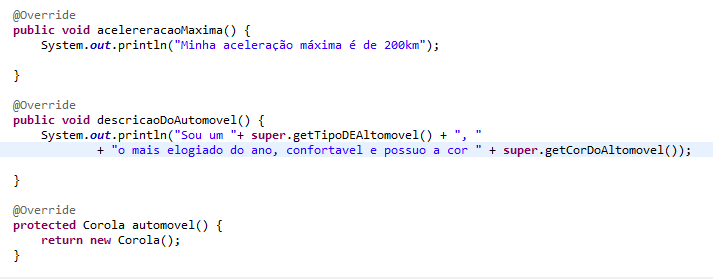 @Override
public void acelereracaoMaxima() {
System.out.println("Minha aceleração máxima é de 200km");
}
@Override
public void descricaoDoAutomovel() {
System.out.println("Sou um "+ super.getTipoDEAltomovel() + ", "
+ "o mais elogiado do ano, confortavel e possuo a cor " + super.getCorDoAltomovel());
}
@Override
protected Corola automovel() {
return new Corola();
}